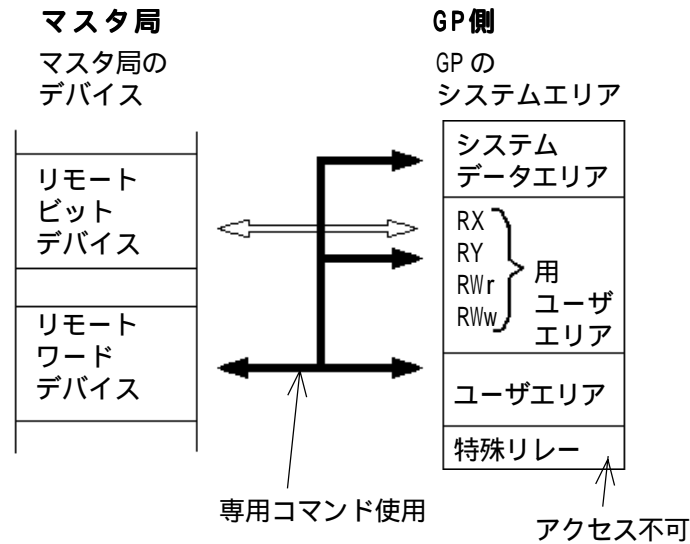 マスタ局
マスタ局の
デバイス
リモート
ビット
デバイス
リモート
ワード
デバイス
GP側
GPの
システムエリア
システム
データエリア
RX
RY
RWr
RWw
用
ユーザ
エリア
ユーザエリア
特殊リレー
専用コマンド使用
アクセス不可